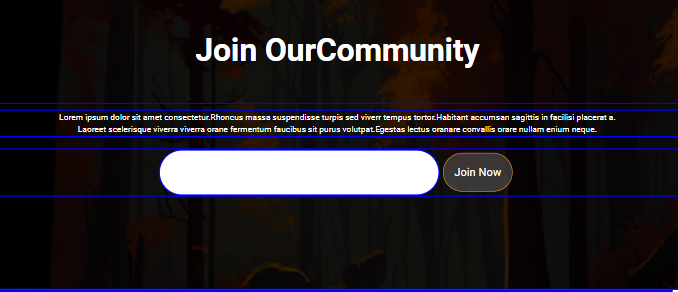 Join OurCommunity
Lorem ipsum dolor sit amet consectetur.Rhoncus massa suspendisse turpis sed viverr tempus tortor.Habitant accumsan sagittis in facilisi placerat a.
Laoreet scelerisque viverra viverra orane fermentum faucibus sit purus volutpat.Egestas lectus oranare convallis orare nullam enium neque.
Join Now